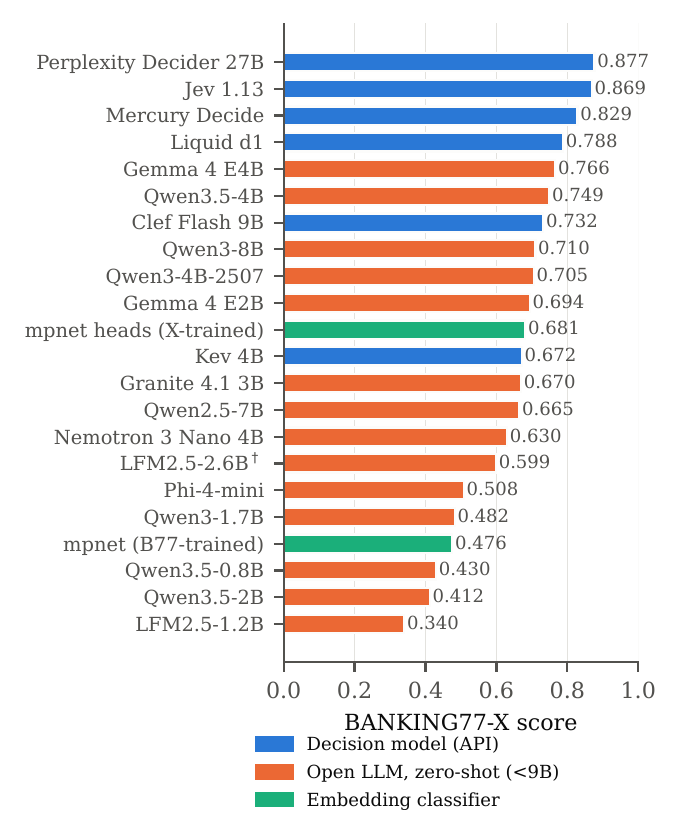 Perplexity Decider 27B 0.877
Jev 1.13 0.869
Mercury Decide 0.829
Liquid d1 0.788
Gemma 4 E4B 0.766
Qwen3.5-4B 0.749
Clef Flash 9B 0.732
Qwen3-8B 0.710
Qwen3-4B-2507 0.705
Gemma 4 E2B 0.694
mpnet heads (X-trained) 0.681
Kev 4B 0.672
Granite 4.1 3B 0.670
Qwen2.5-7B 0.665
Nemotron 3 Nano 4B 0.630
LFM2.5-2.6B† 0.599
Phi-4-mini 0.508
Qwen3-1.7B 0.482
mpnet (B77-trained) 0.476
Qwen3.5-0.8B 0.430
Qwen3.5-2B 0.412
LFM2.5-1.2B 0.340
0.0 0.2 0.4 0.6 0.8 1.0
BANKING77-X score
Decision model (API)
Open LLM, zero-shot (<9B)
Embedding classifier